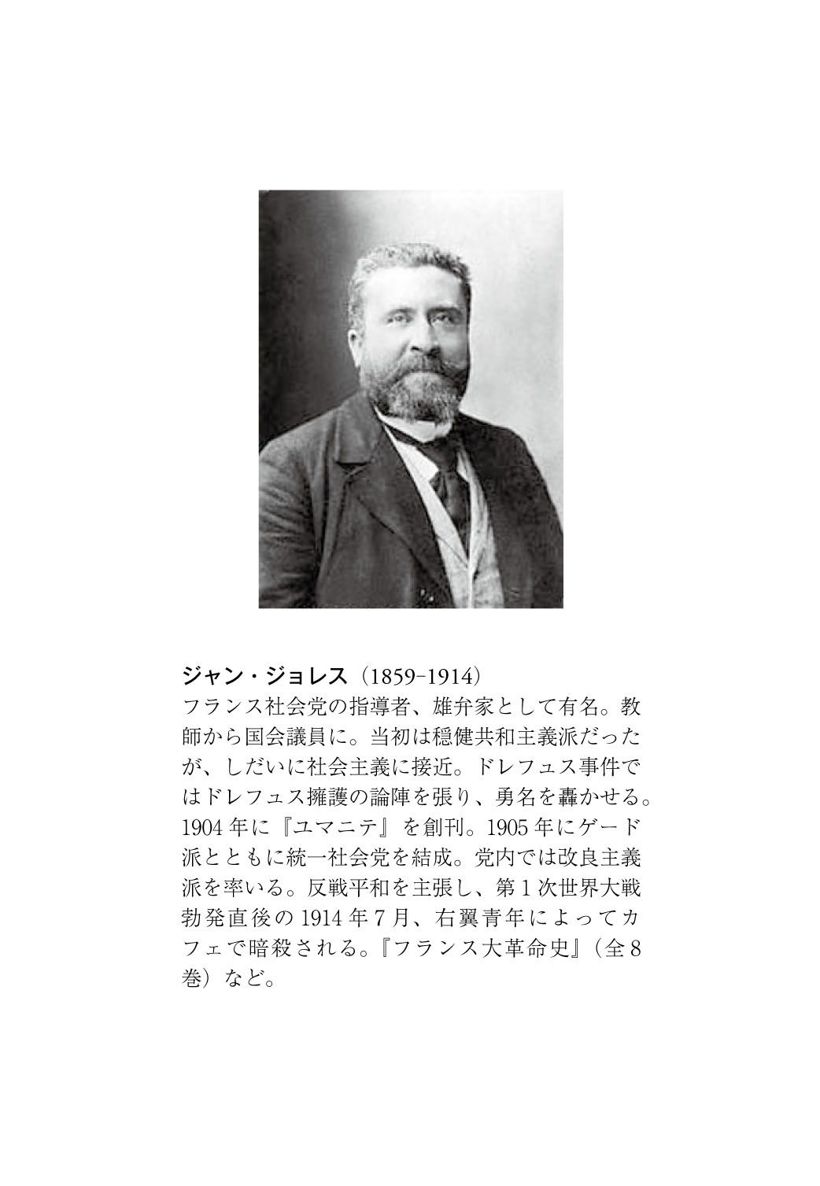 ジャン・ジョレス（1859–1914）
フランス社会党の指導者、雄弁家として有名。教
師から国会議員に。当初は穏健共和主義派だった
が、しだいに社会主義に接近。ドレフュス事件で
はドレフュス擁護の論陣を張り、勇名を轟かせる。
1904 年に『ユマニテ』を創刊。1905 年にゲード
派とともに統一社会党を結成。党内では改良主義
派を率いる。反戦平和を主張し、第 1 次世界大戦
勃発直後の 1914 年 7 月、右翼青年によってカ
フェで暗殺される。『フランス大革命史』（全 8
巻）など。